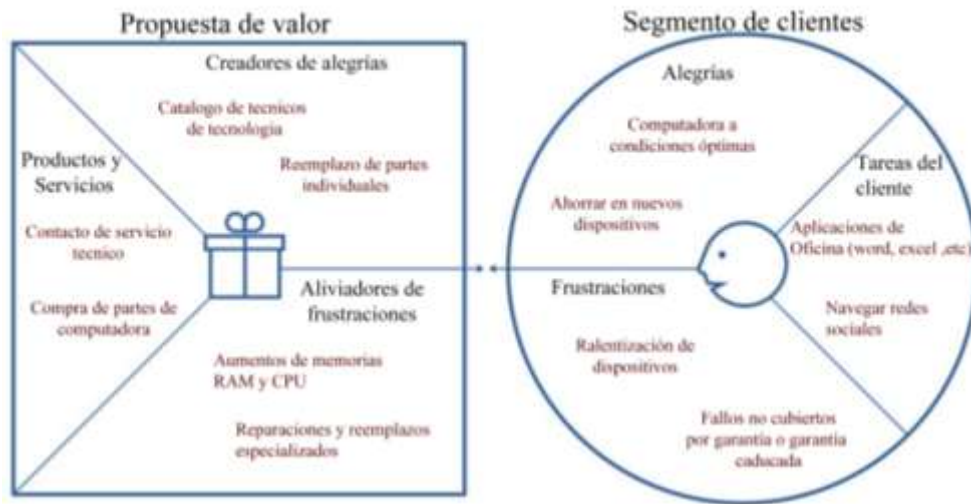 Propuesta de valor
Creadores de alegrías
Catalogo de tecnicos
de tecnologia
Reemplazo de partes
individuales
Productos y
Servicios
Contacto de servicio
tecnico
Compra de partes de
computadora
Aliviadores de
frustraciones
Aumentos de memorias
RAM y CPU
Reparaciones y reemplazos
especializados
Segmento de clientes
Alegrías
Computadora a
condiciones óptimas
Ahorrar en nuevos
dispositivos
Tareas del
cliente
Aplicaciones de
Oficina (word, excel ,etc)
Navegar redes
sociales
Frustraciones
Ralentización de
dispositivos
Fallos no cubiertos
por garantía o garantía
caducada